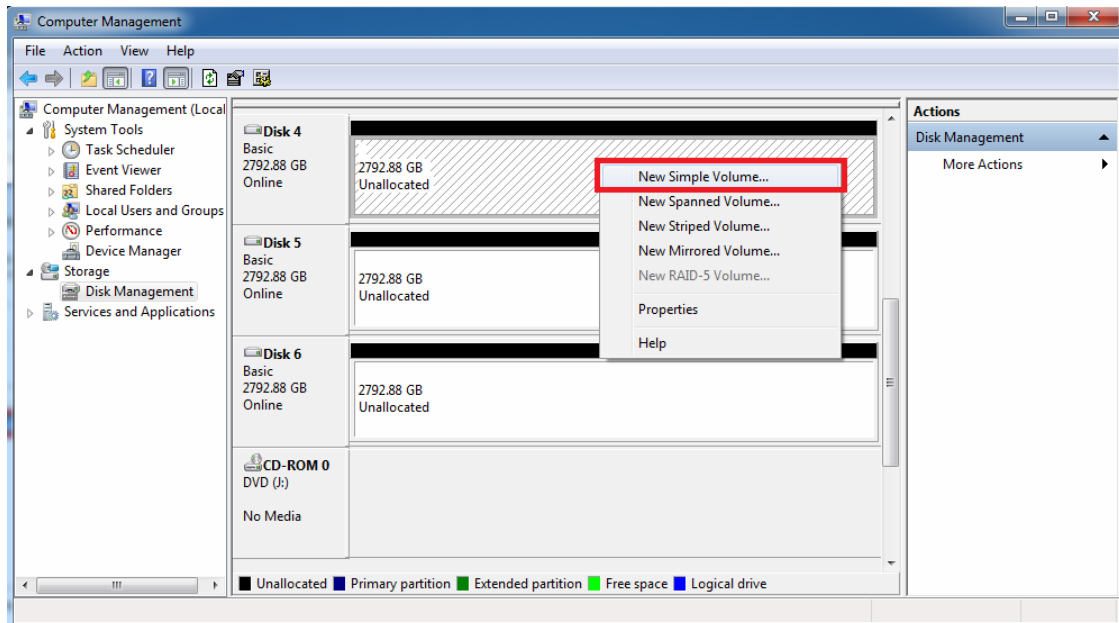 Computer Management
File Action View Help
Computer Management (Local
System Tools
Task Scheduler
Event Viewer
Shared Folders
Local Users and Groups
Performance
Device Manager
Storage
Disk Management
Services and Applications
Disk 4
Basic
2792.88 GB
Online
2792.88 GB
Unallocated
Disk 5
Basic
2792.88 GB
Online
2792.88 GB
Unallocated
Disk 6
Basic
2792.88 GB
Online
2792.88 GB
Unallocated
CD-ROM 0
DVD (J:)
No Media
New Simple Volume...
New Spanned Volume...
New Striped Volume...
New Mirrored Volume...
New RAID-5 Volume...
Properties
Help
Unallocated Primary partition Extended partition Free space Logical drive
Actions
Disk Management
More Actions